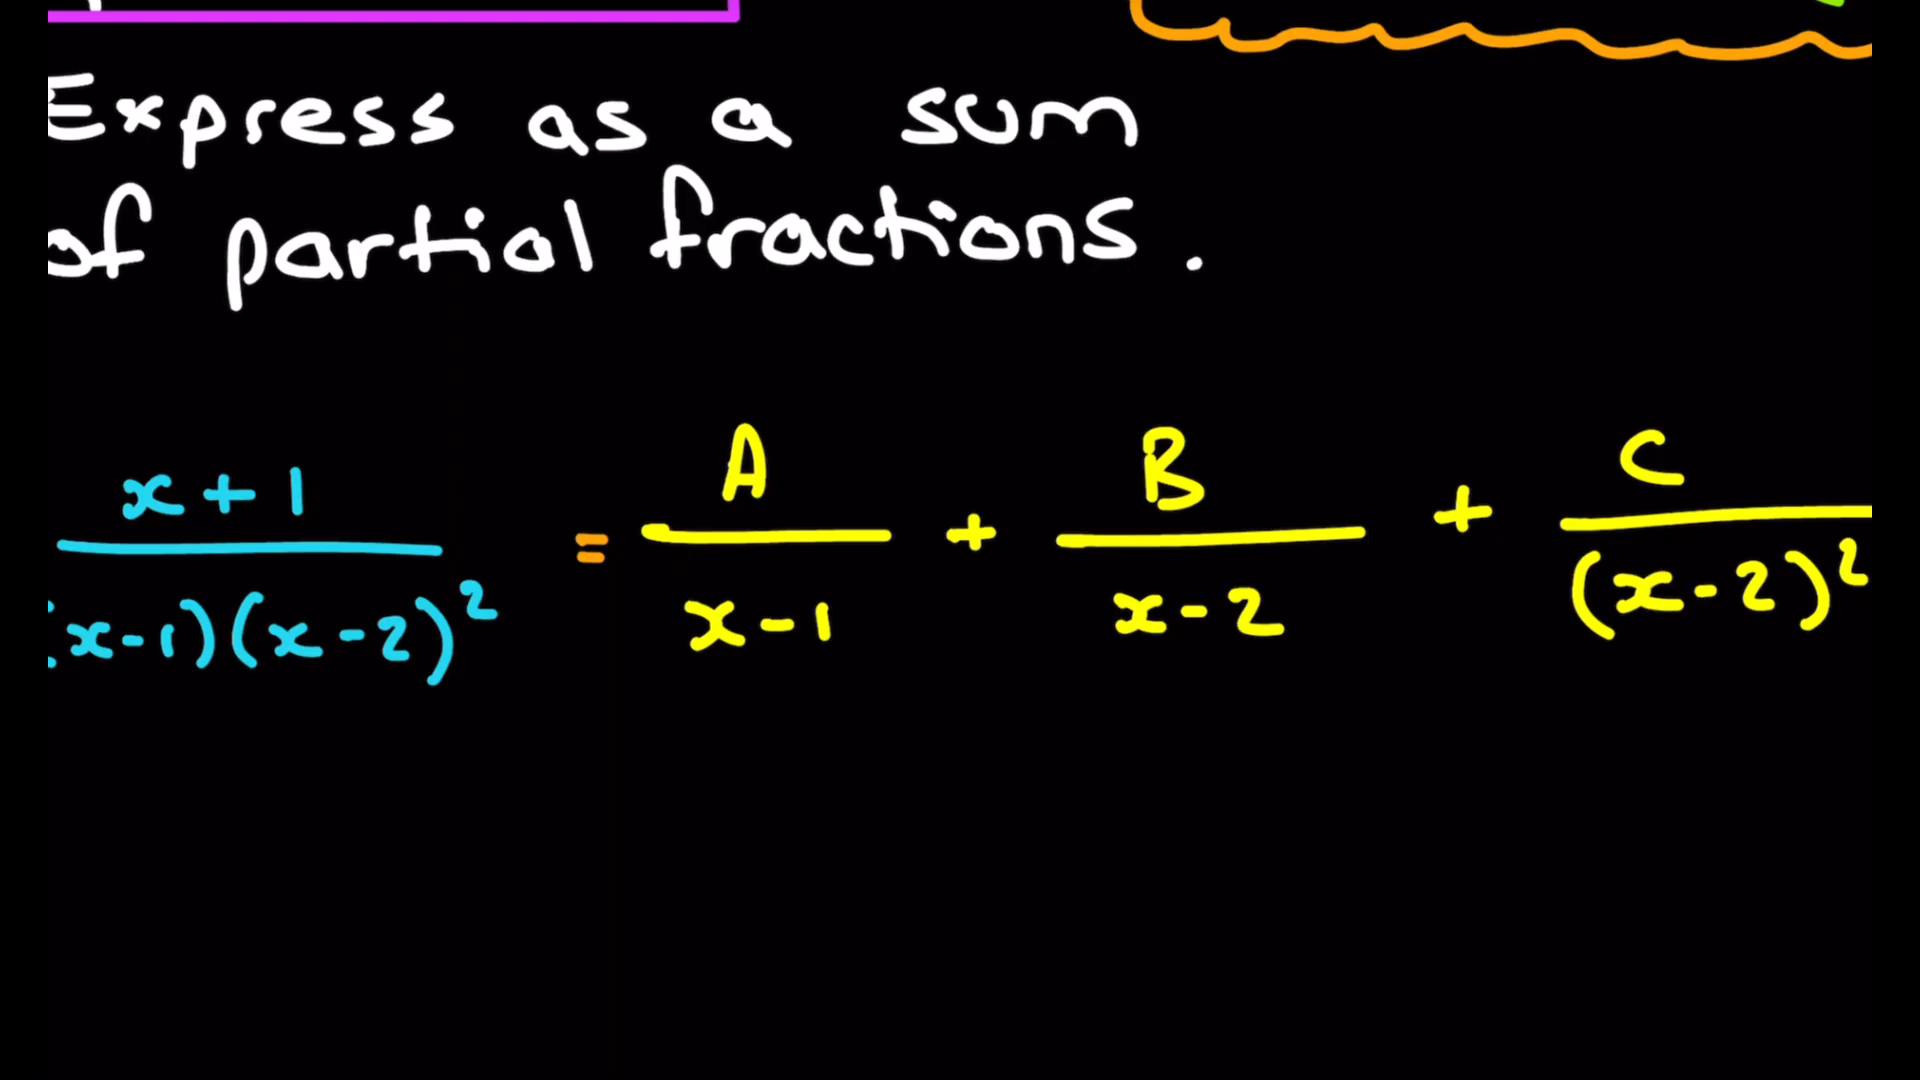 Express as a sum
of partial fractions.
x+1 / (x-1)(x-2)² = A / x-1 + B / x-2 + C / (x-2)²